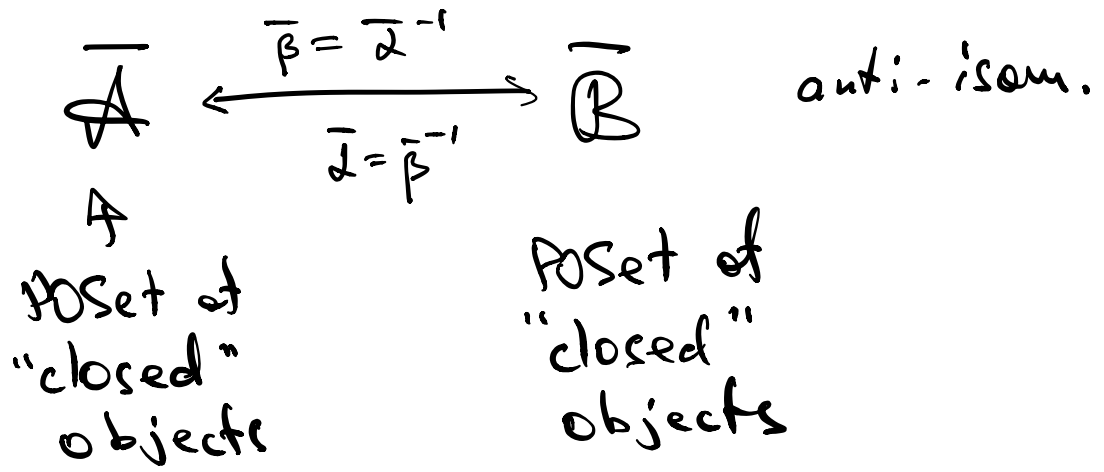 β̅ = α̅⁻¹
A̅ ⟷ B̅ anti-isom.
α̅ = β̅⁻¹
↑
POSet of
"closed"
objects
POSet of
"closed"
objects